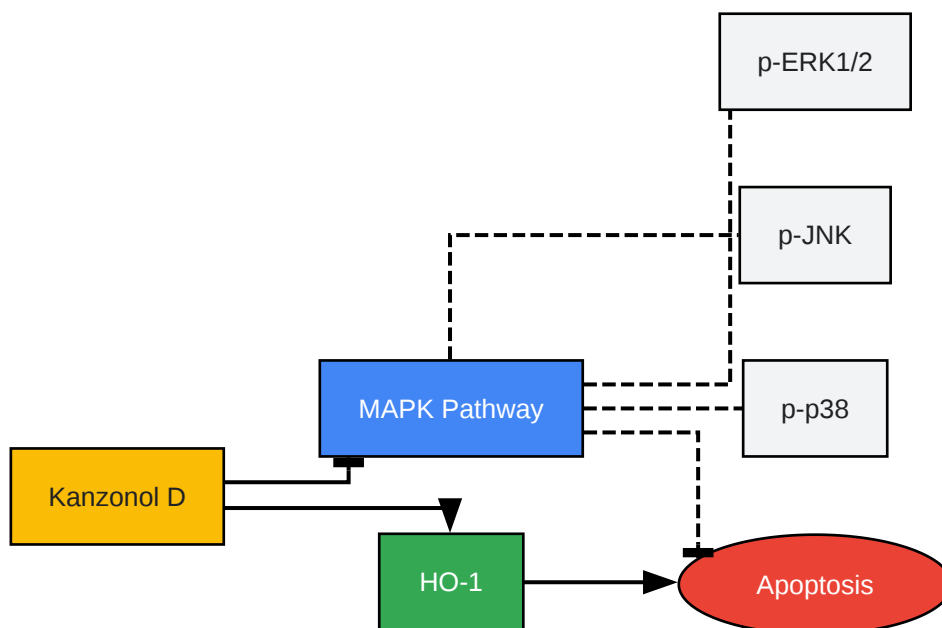 p-ERK1/2
p-JNK
MAPK Pathway
p-p38
Kanzonol D
HO-1
Apoptosis